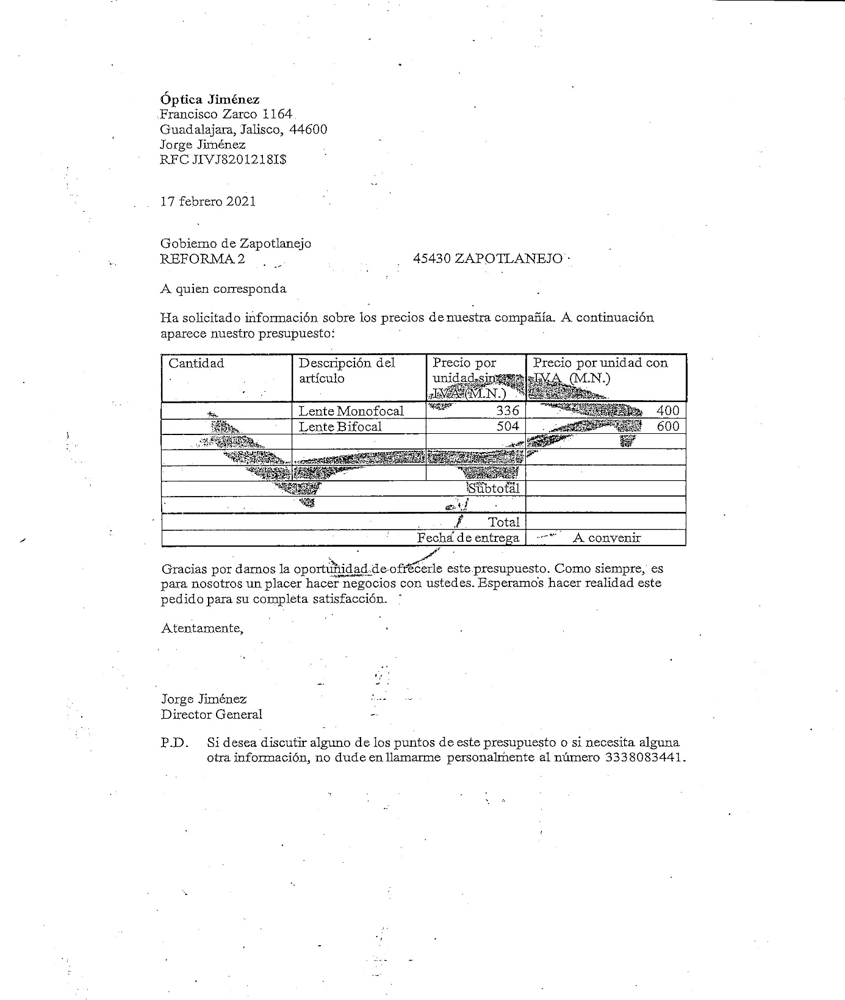 Óptica Jiménez
Francisco Zarco 1164
Guadalajara, Jalisco, 44600
Jorge Jiménez
RFC JIVJ8201218I$
17 febrero 2021
Gobierno de Zapotlanejo
REFORMA 2 45430 ZAPOTLANEJO
A quien corresponda
Ha solicitado información sobre los precios de nuestra compañía. A continuación
aparece nuestro presupuesto:
Cantidad Descripción del artículo Precio por unidad sin I.V.A (M.N.) Precio por unidad con I.V.A (M.N.)
Lente Monofocal 336 400
Lente Bifocal 504 600
Subtotal
Total
Fecha de entrega A convenir
Gracias por darnos la oportunidad de ofrecerle este presupuesto. Como siempre, es
para nosotros un placer hacer negocios con ustedes. Esperamos hacer realidad este
pedido para su completa satisfacción.
Atentamente,
Jorge Jiménez
Director General
P.D. Si desea discutir alguno de los puntos de este presupuesto o si necesita alguna
otra información, no dude en llamarme personalmente al número 3338083441.